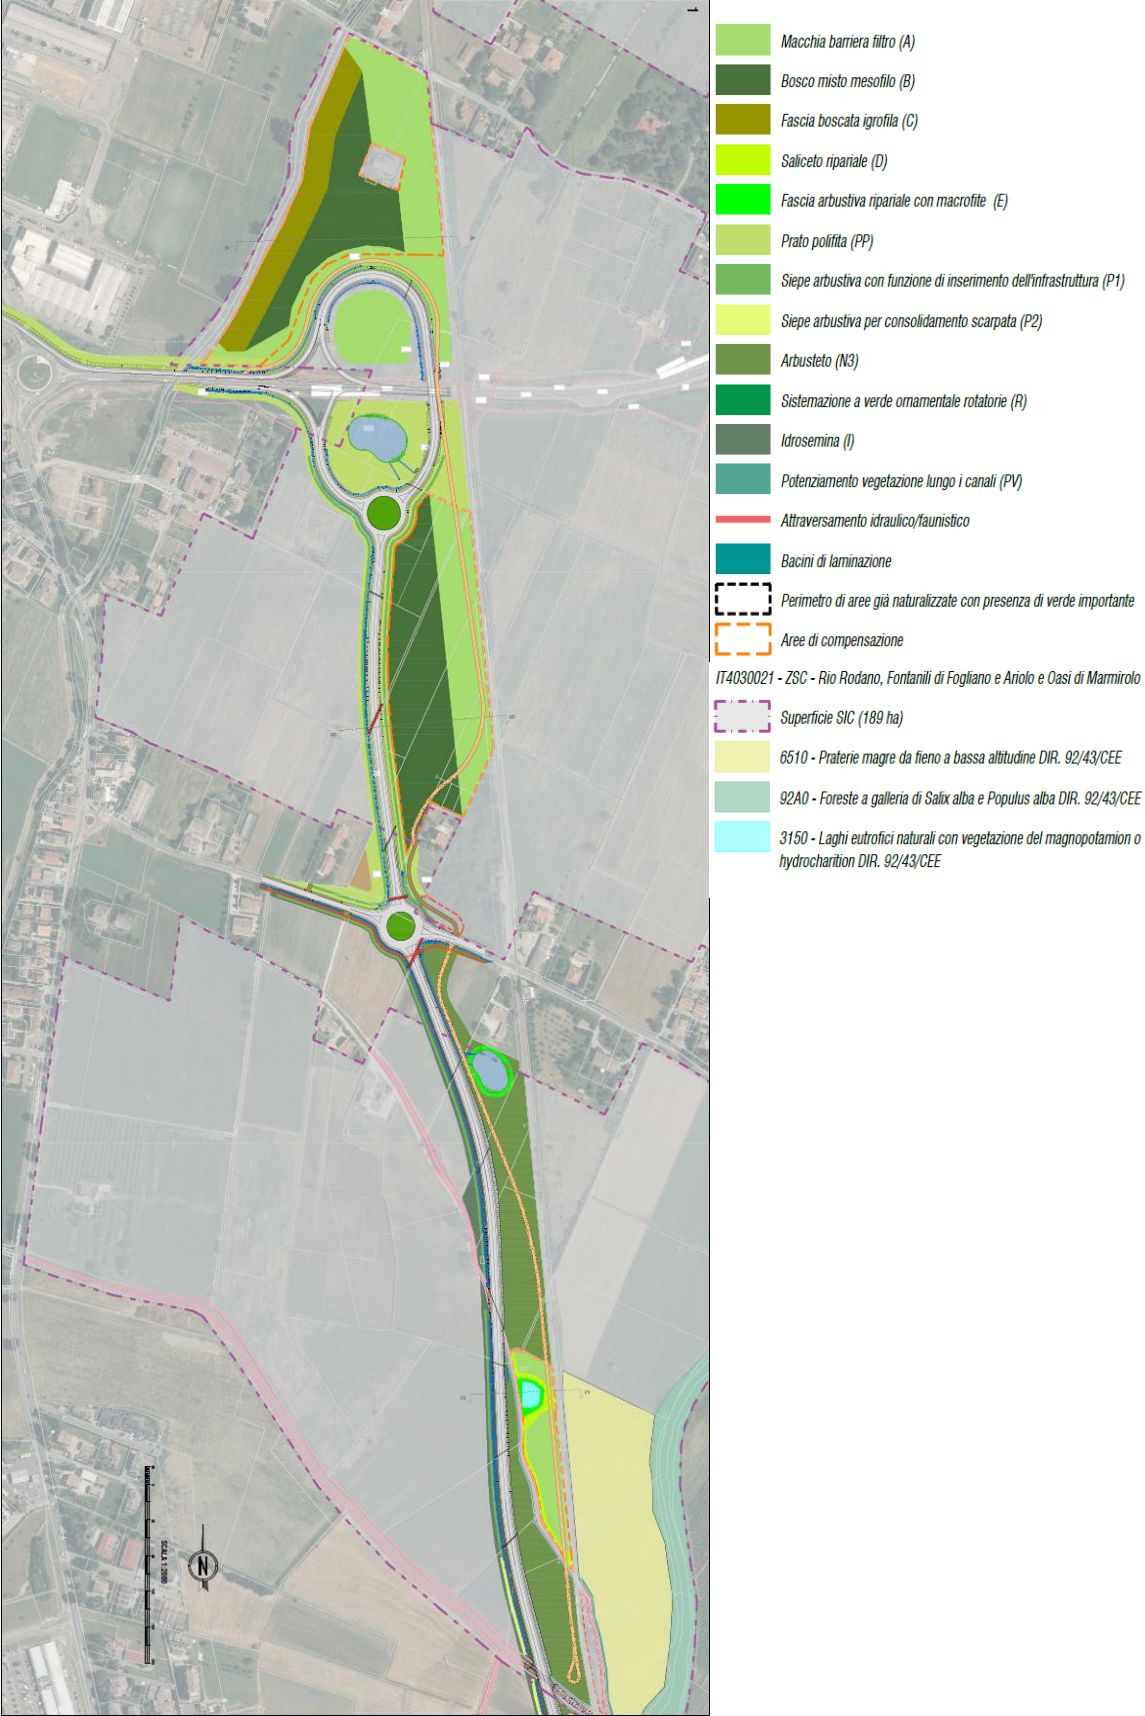 1
Macchia barriera filtro (A)
Bosco misto mesofilo (B)
Fascia boscata igrofila (C)
Saliceto ripariale (D)
Fascia arbustiva ripariale con macrofite (E)
Prato polifita (PP)
Siepe arbustiva con funzione di inserimento dell'infrastruttura (P1)
Siepe arbustiva per consolidamento scarpata (P2)
Arbusteto (N3)
Sistemazione a verde ornamentale rotatorie (R)
Idrosemina (I)
Potenziamento vegetazione lungo i canali (PV)
Attraversamento idraulico/faunistico
Bacini di laminazione
Perimetro di aree già naturalizzate con presenza di verde importante
Aree di compensazione
IT4030021 - ZSC - Rio Rodano, Fontanili di Fogliano e Ariolo e Oasi di Marmirolo
Superficie SIC (189 ha)
6510 - Praterie magre da fieno a bassa altitudine DIR. 92/43/CEE
92A0 - Foreste a galleria di Salix alba e Populus alba DIR. 92/43/CEE
3150 - Laghi eutrofici naturali con vegetazione del magnopotamion o
hydrocharition DIR. 92/43/CEE
SCALA 1:2000
N